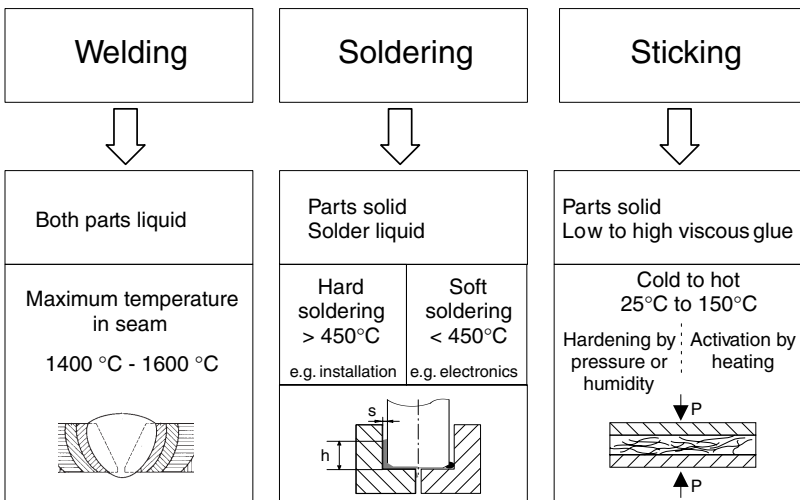 Welding
Both parts liquid
Maximum temperature
in seam
1400 °C - 1600 °C
Soldering
Parts solid
Solder liquid
Hard
soldering
> 450°C
e.g. installation
Soft
soldering
< 450°C
e.g. electronics
s
h
Sticking
Parts solid
Low to high viscous glue
Cold to hot
25°C to 150°C
Hardening by
pressure or
humidity
Activation by
heating
P
P